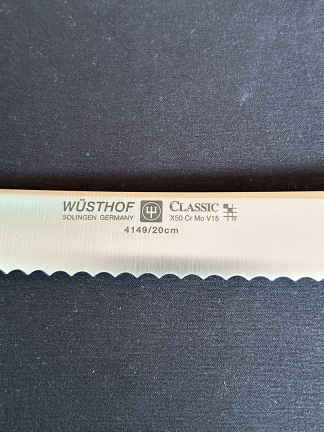 WÜSTHOF
SOLINGEN GERMANY
CLASSIC
X50 Cr Mo V15
4149/20cm